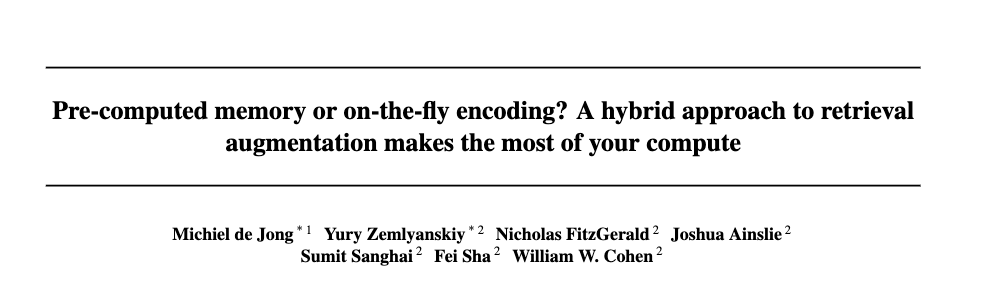 Pre-computed memory or on-the-fly encoding? A hybrid approach to retrieval
augmentation makes the most of your compute
Michiel de Jong * 1 Yury Zemlyanskiy * 2 Nicholas FitzGerald 2 Joshua Ainslie 2
Sumit Sanghai 2 Fei Sha 2 William W. Cohen 2